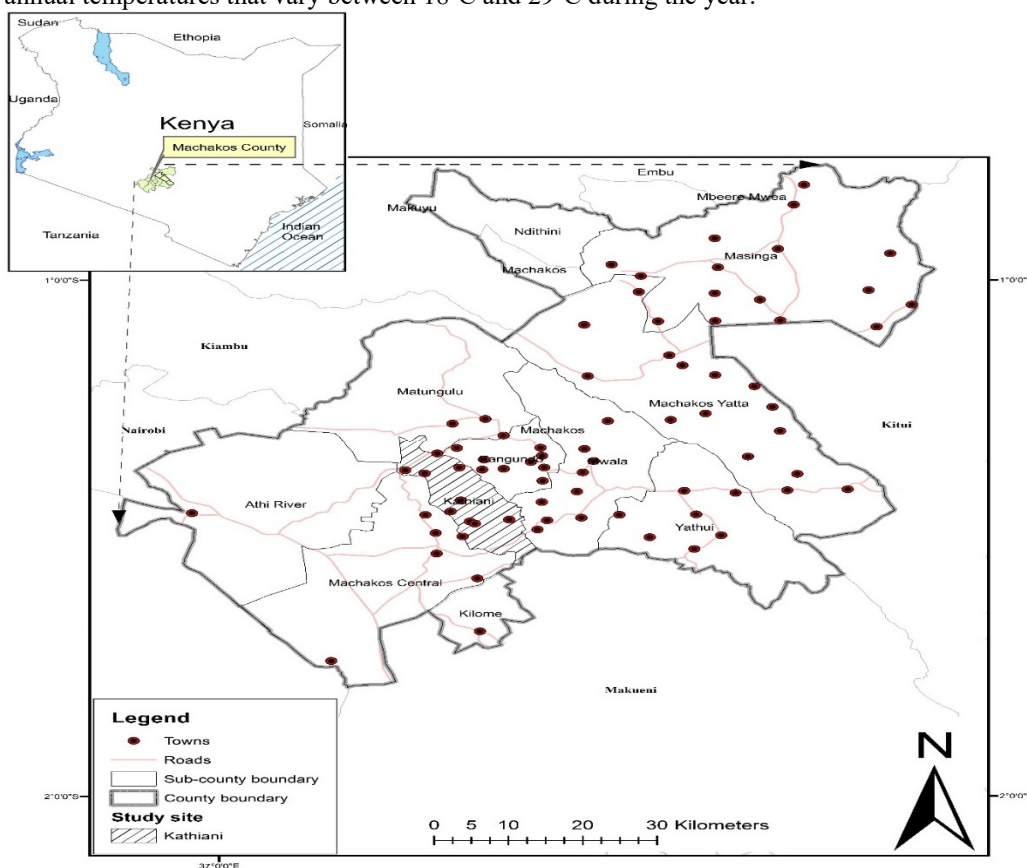 annual temperatures that vary between 18°C and 29°C during the year.
Sudan
Ethiopia
Uganda
Somalia
Kenya
Machakos County
Tanzania
Indian
Ocean
Embu
Mbeere Mwea
Makuyu
Ndithini
Masinga
Machakos
1°0'0"S
1°0'0"
Kiambu
Matungulu
Machakos Yatta
Nairobi
Machakos
Kitui
Mwala
Athi River
Kathiani
Yathui
Machakos Central
Kilome
Makueni
Legend
Towns
Roads
Sub-county boundary
County boundary
Study site
Kathiani
N
0 5 10 20 30 Kilometers
2°0'0"S
2°0'0"
37°0'0"E